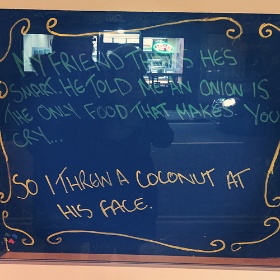 MY FRIEND THINKS HE'S
SMART. HE TOLD ME AN ONION IS
THE ONLY FOOD THAT MAKES YOU
CRY...
SO I THREW A COCONUT AT
HIS FACE.